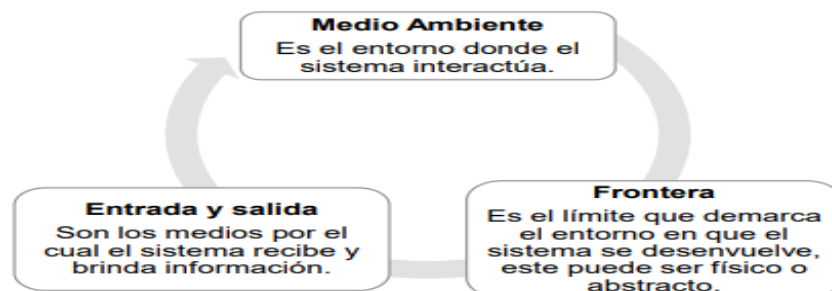 Medio Ambiente
Es el entorno donde el
sistema interactúa.
Entrada y salida
Son los medios por el
cual el sistema recibe y
brinda información.
Frontera
Es el límite que demarca
el entorno en que el
sistema se desenvuelve,
este puede ser físico o
abstracto.